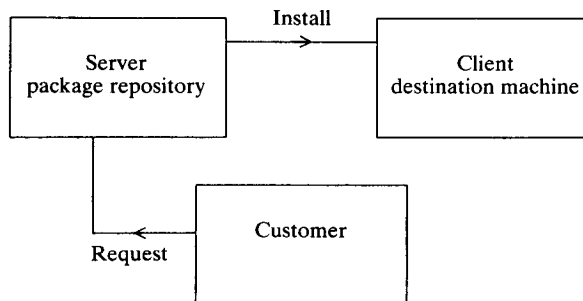 Install
Server
package repository
Client
destination machine
Customer
Request